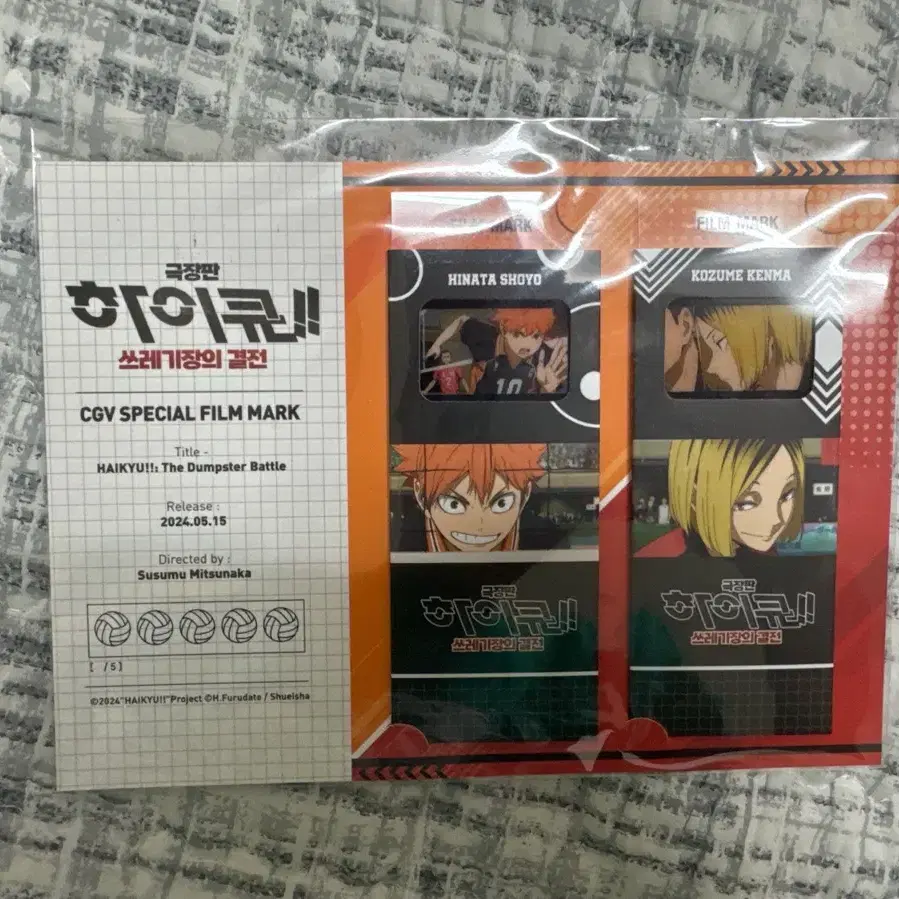 극장판
하이큐!!
쓰레기장의 결전
CGV SPECIAL FILM MARK
Title -
HAIKYU!!: The Dumpster Battle
Release :
2024.05.15
Directed by :
Susumu Mitsunaka
[ /5]
©2024"HAIKYU!!"Project ©H.Furudate / Shueisha
FILM MARK
HINATA SHOYO
10
극장판
하이큐!!
쓰레기장의 결전
FILM MARK
KOZUME KENMA
극장판
하이큐!!
쓰레기장의 결전